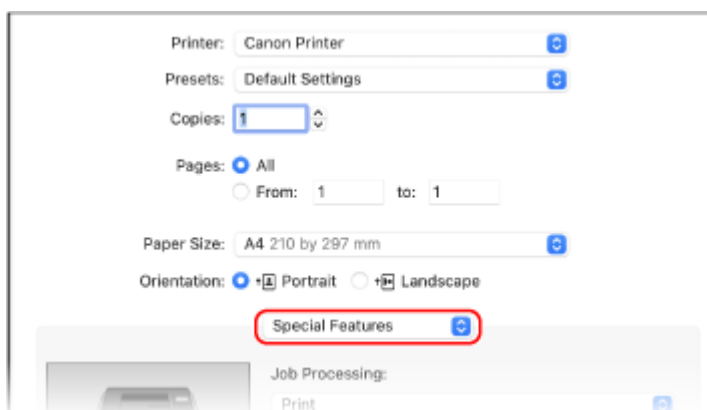 Printer: Canon Printer
Presets: Default Settings
Copies: 1
Pages: All
From: 1 to: 1
Paper Size: A4 210 by 297 mm
Orientation: Portrait Landscape
Special Features
Job Processing:
Print